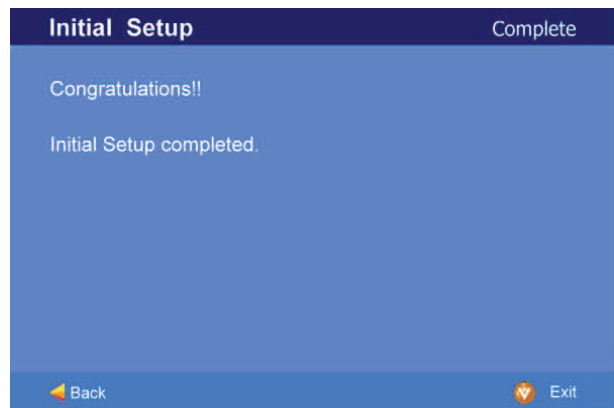 Initial Setup Complete
Congratulations!!
Initial Setup completed.
Back Exit